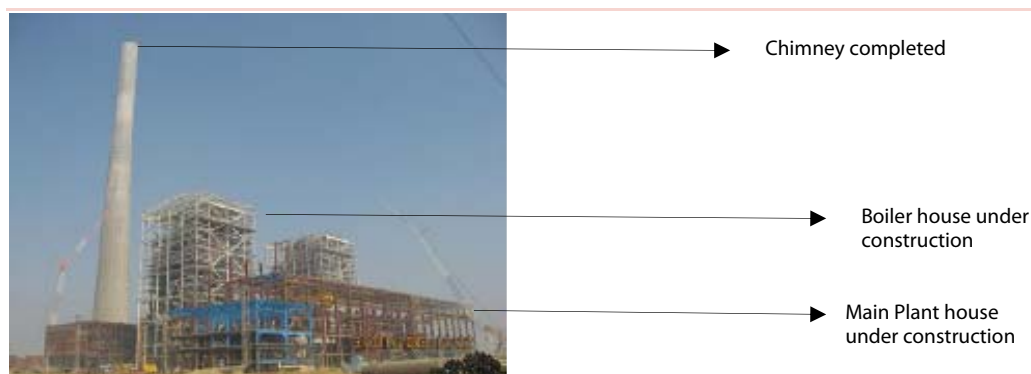 Chimney completed
Boiler house under
construction
Main Plant house
under construction